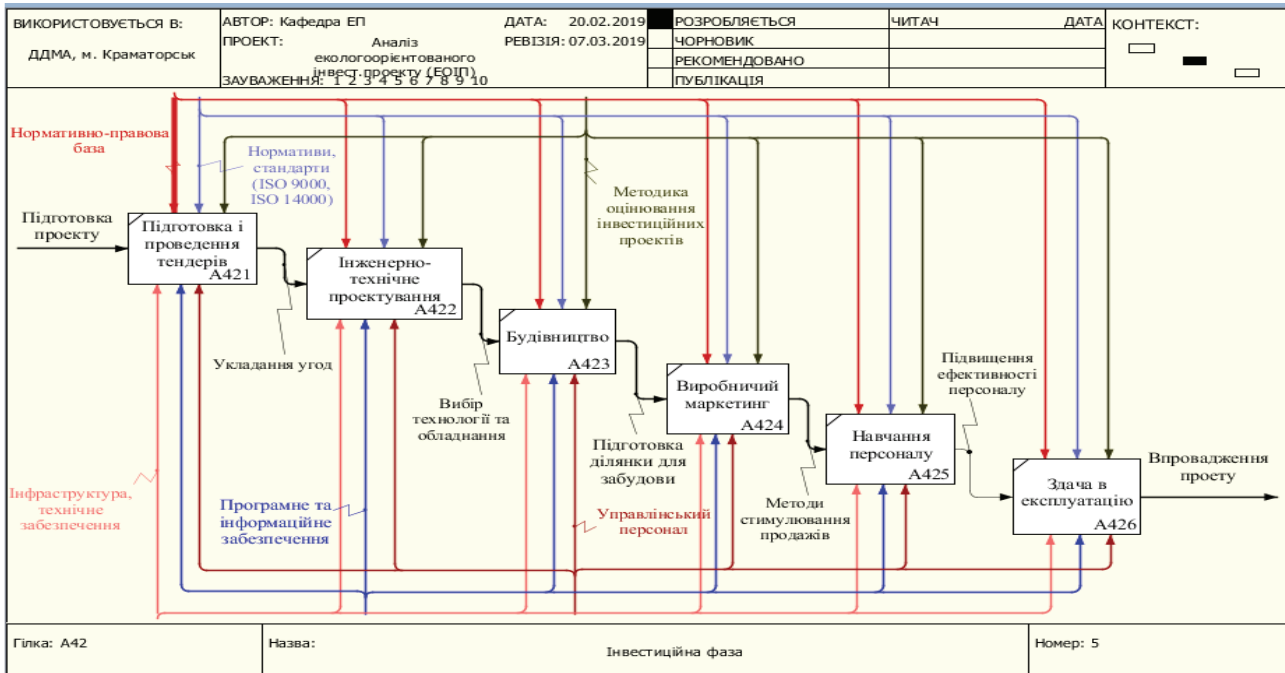 ВИКОРИСТОВУЄТЬСЯ В:
ДДМА, м. Краматорськ
АВТОР: Кафедра ЕП
ДАТА: 20.02.2019
ПРОЕКТ: Аналіз
екологоорієнтованого
інвест.проекту (ЕОІП)
РЕВІЗІЯ: 07.03.2019
ЗАУВАЖЕННЯ: 1 2 3 4 5 6 7 8 9 10
РОЗРОБЛЯЄТЬСЯ
ЧОРНОВИК
РЕКОМЕНДОВАНО
ПУБЛІКАЦІЯ
ЧИТАЧ
ДАТА
КОНТЕКСТ:
Нормативно-правова
база
Нормативи,
стандарти
(ISO 9000,
ISO 14000)
Методика
оцінювання
інвестиційних
проектів
Підготовка
проекту
Підготовка і
проведення
тендерів
A421
Інженерно-
технічне
проектування
A422
Будівництво
A423
Виробничий
маркетинг
A424
Навчання
персоналу
A425
Здача в
експлуатацію
A426
Укладання угод
Вибір
технології та
обладнання
Підготовка
ділянки для
забудови
Методи
стимулювання
продажів
Підвищення
ефективності
персоналу
Впровадження
просту
Інфраструктура,
технічне
забезпечення
Програмне та
інформаційне
забезпечення
Управлінський
персонал
Гілка: A42
Назва:
Інвестиційна фаза
Номер: 5